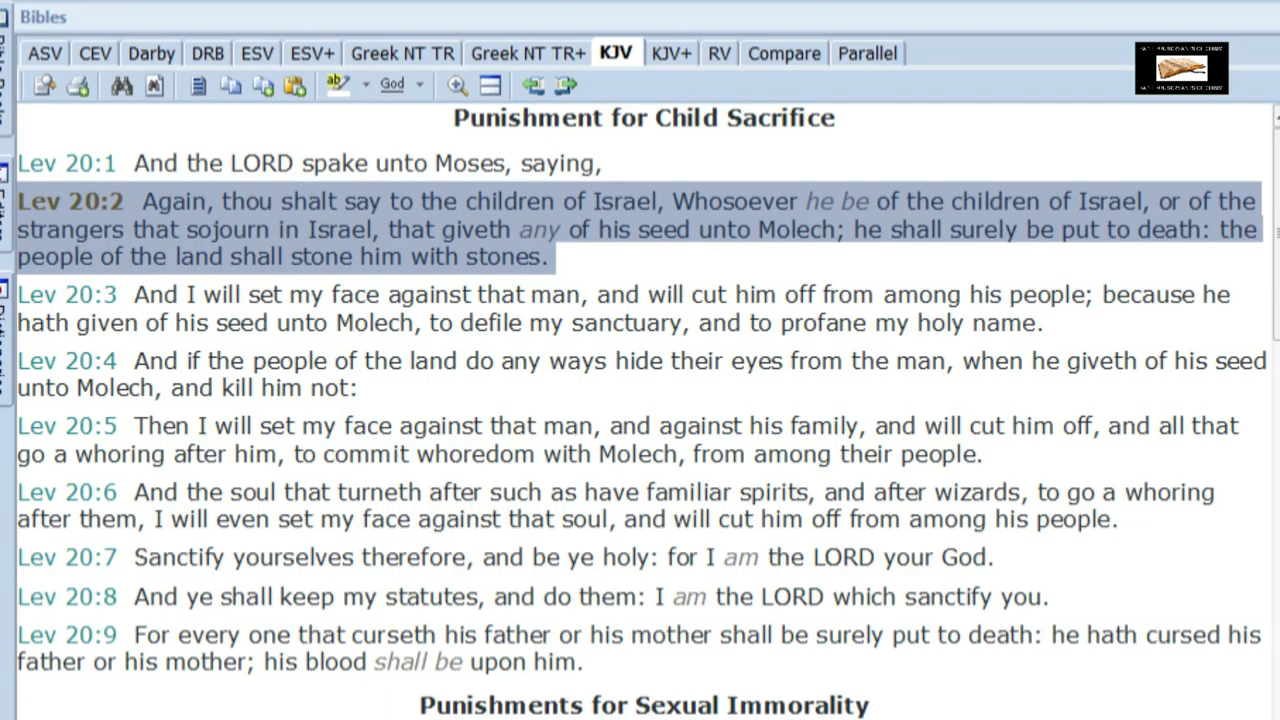 Bibles
ASV CEV Darby DRB ESV ESV+ Greek NT TR Greek NT TR+ KJV KJV+ RV Compare Parallel
God
Punishment for Child Sacrifice
Lev 20:1 And the LORD spake unto Moses, saying,
Lev 20:2 Again, thou shalt say to the children of Israel, Whosoever he be of the children of Israel, or of the
strangers that sojourn in Israel, that giveth any of his seed unto Molech; he shall surely be put to death: the
people of the land shall stone him with stones.
Lev 20:3 And I will set my face against that man, and will cut him off from among his people; because he
hath given of his seed unto Molech, to defile my sanctuary, and to profane my holy name.
Lev 20:4 And if the people of the land do any ways hide their eyes from the man, when he giveth of his seed
unto Molech, and kill him not:
Lev 20:5 Then I will set my face against that man, and against his family, and will cut him off, and all that
go a whoring after him, to commit whoredom with Molech, from among their people.
Lev 20:6 And the soul that turneth after such as have familiar spirits, and after wizards, to go a whoring
after them, I will even set my face against that soul, and will cut him off from among his people.
Lev 20:7 Sanctify yourselves therefore, and be ye holy: for I am the LORD your God.
Lev 20:8 And ye shall keep my statutes, and do them: I am the LORD which sanctify you.
Lev 20:9 For every one that curseth his father or his mother shall be surely put to death: he hath cursed his
father or his mother; his blood shall be upon him.
Punishments for Sexual Immorality